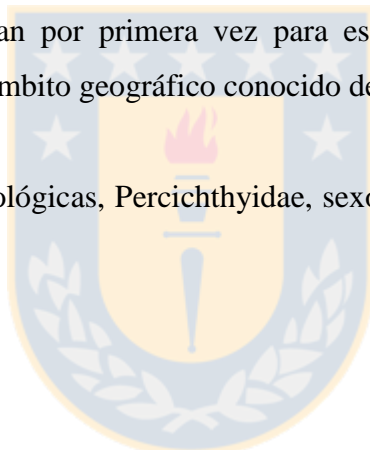 an por primera vez para es
mbito geográfico conocido de
ológicas, Percichthyidae, sexo